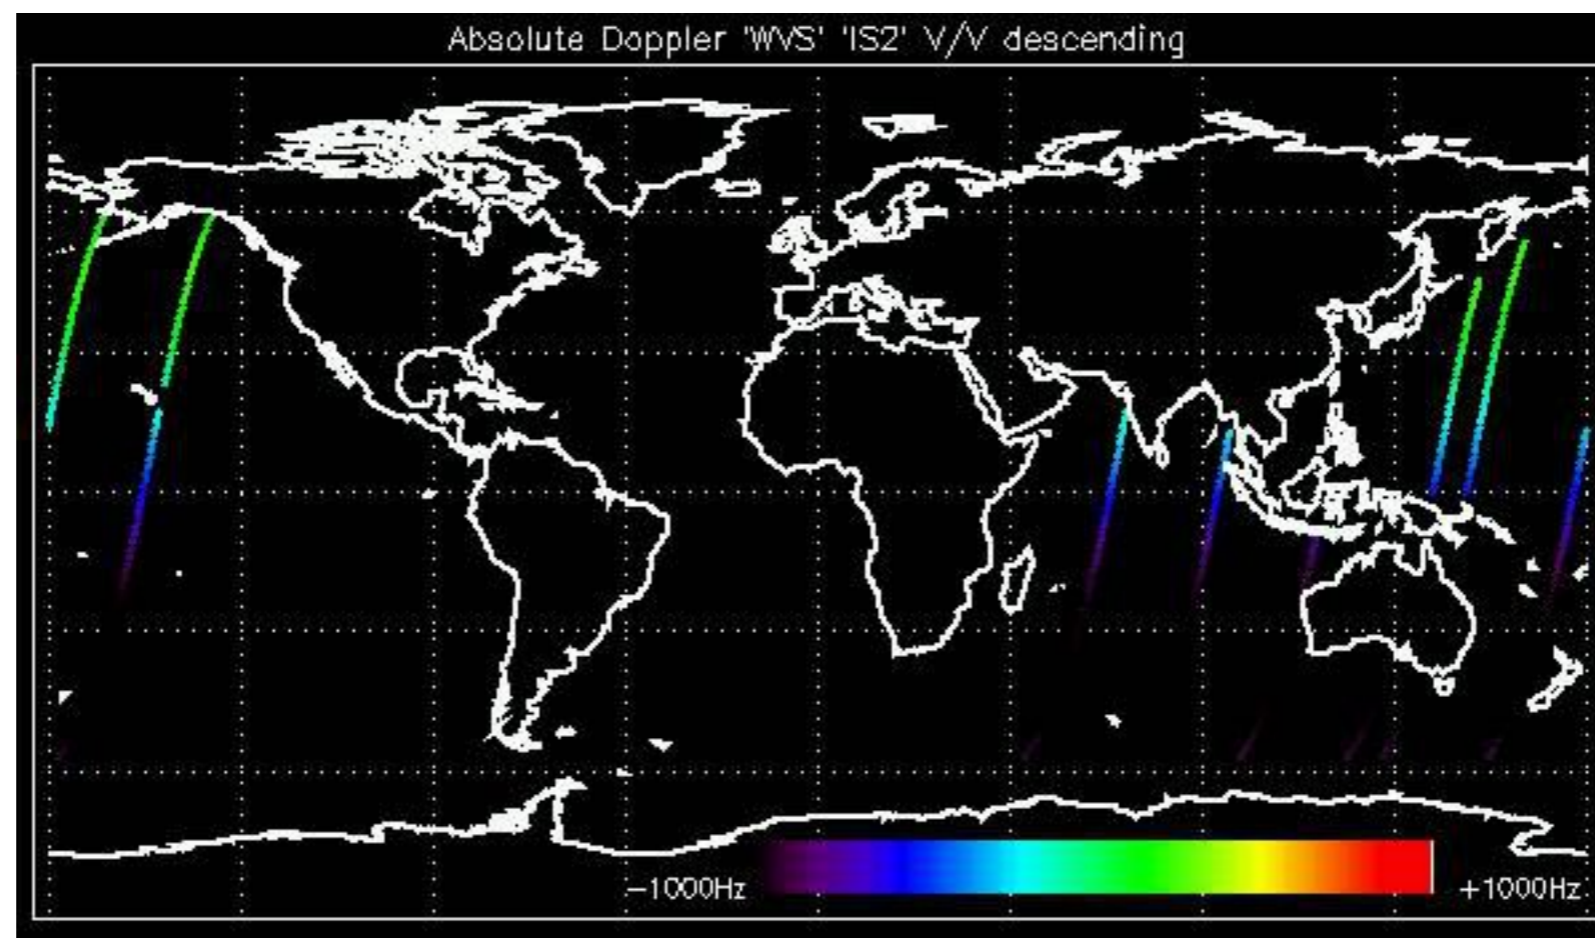 Absolute Doppler 'WVS' 'IS2' V/V descending
−1000Hz
+1000Hz